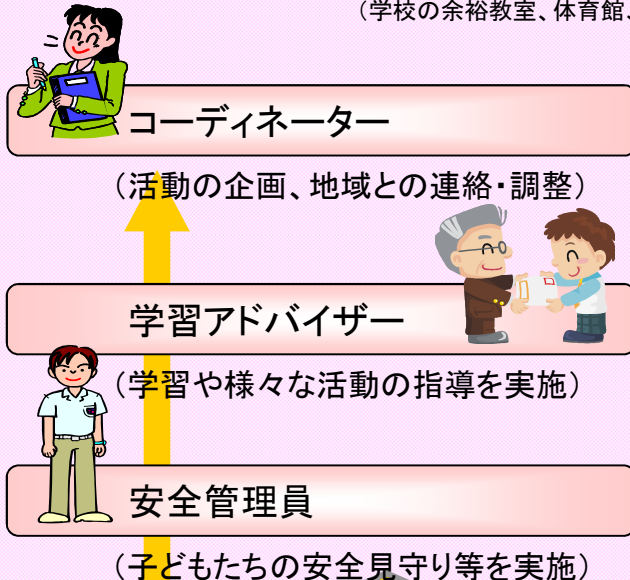 （学校の余裕教室、体育館、
コーディネーター
（活動の企画、地域との連絡・調整）
学習アドバイザー
（学習や様々な活動の指導を実施）
安全管理員
（子どもたちの安全見守り等を実施）